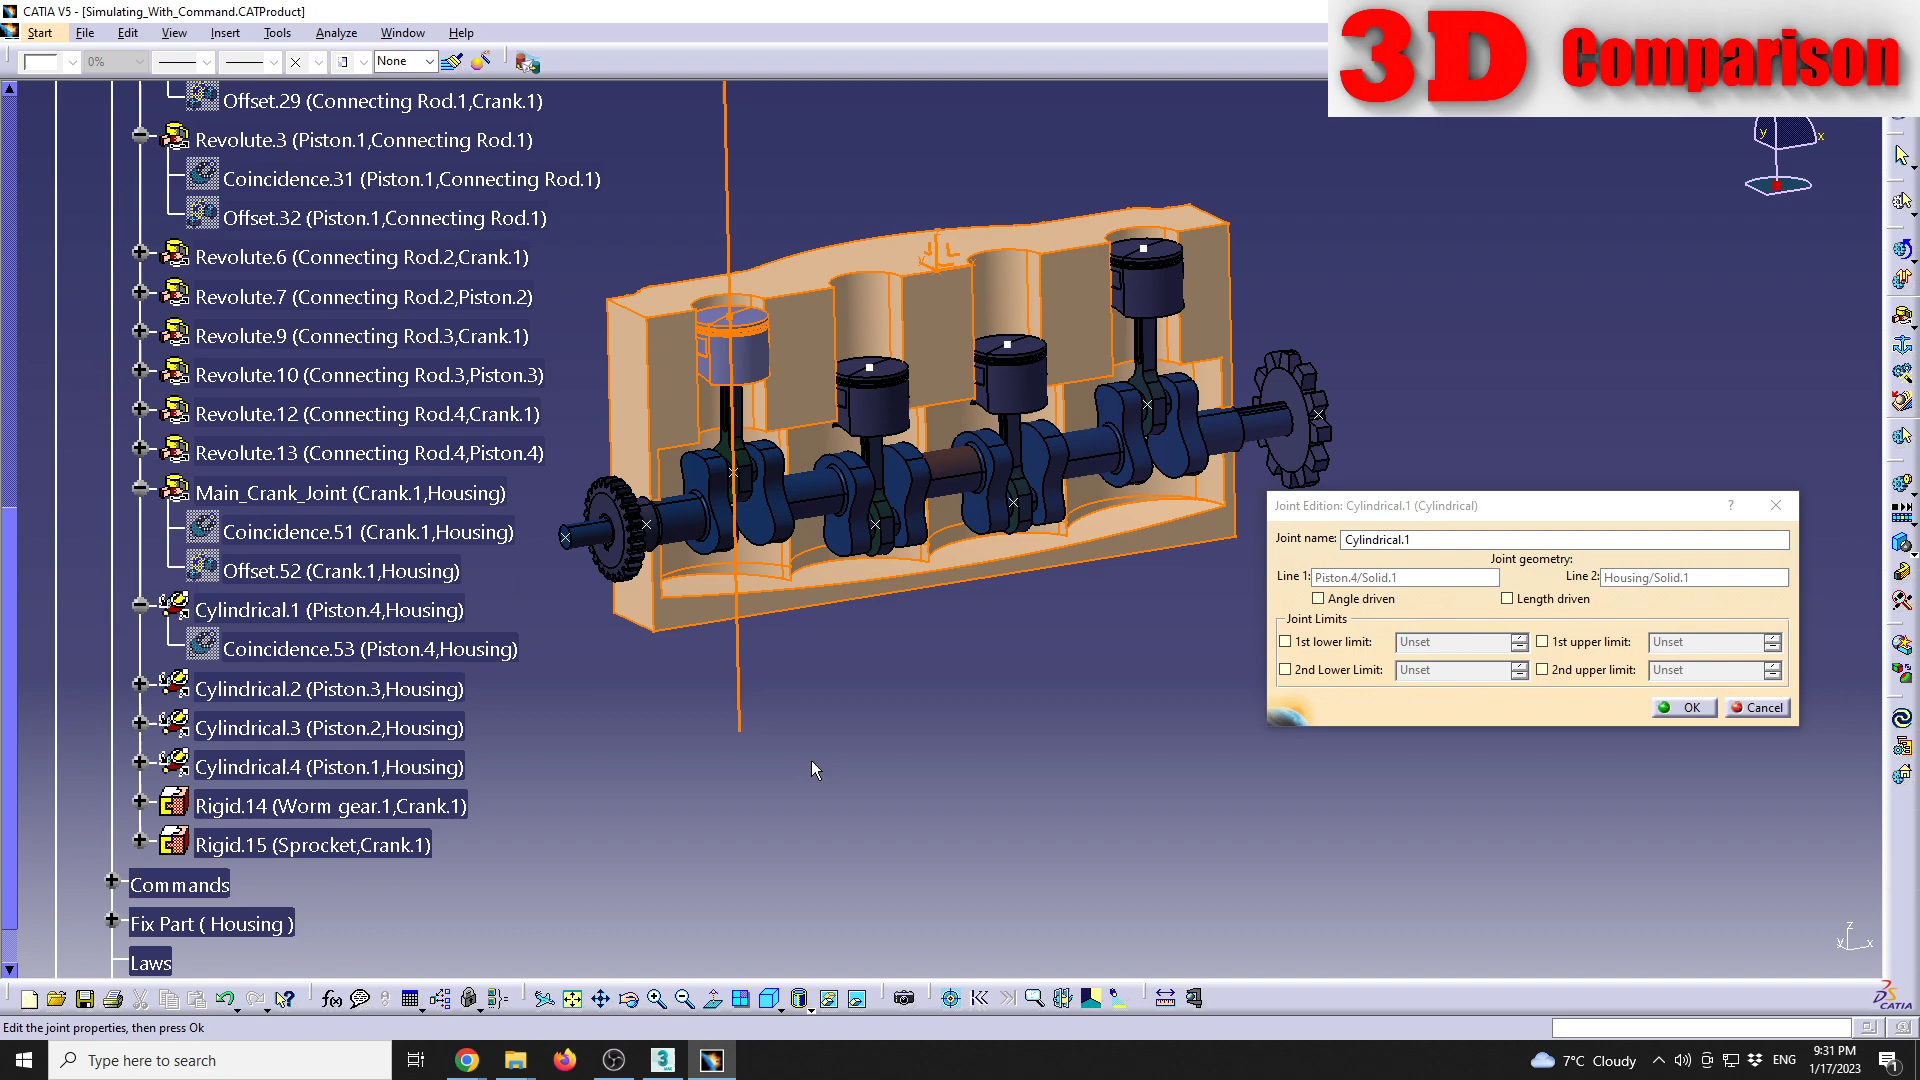 CATIA V5 - [Simulating_With_Command.CATProduct]
3D Comparison
Start File Edit View Insert Tools Analyze Window Help
0% None
Offset.29 (Connecting Rod.1,Crank.1)
Revolute.3 (Piston.1,Connecting Rod.1)
Coincidence.31 (Piston.1,Connecting Rod.1)
Offset.32 (Piston.1,Connecting Rod.1)
Revolute.6 (Connecting Rod.2,Crank.1)
Revolute.7 (Connecting Rod.2,Piston.2)
Revolute.9 (Connecting Rod.3,Crank.1)
Revolute.10 (Connecting Rod.3,Piston.3)
Revolute.12 (Connecting Rod.4,Crank.1)
Revolute.13 (Connecting Rod.4,Piston.4)
Main_Crank_Joint (Crank.1,Housing)
Coincidence.51 (Crank.1,Housing)
Offset.52 (Crank.1,Housing)
Cylindrical.1 (Piston.4,Housing)
Coincidence.53 (Piston.4,Housing)
Cylindrical.2 (Piston.3,Housing)
Cylindrical.3 (Piston.2,Housing)
Cylindrical.4 (Piston.1,Housing)
Rigid.14 (Worm gear.1,Crank.1)
Rigid.15 (Sprocket,Crank.1)
Commands
Fix Part ( Housing )
Laws
y x
Joint Edition: Cylindrical.1 (Cylindrical) ?
Joint name: Cylindrical.1
Joint geometry:
Line 1: Piston.4/Solid.1 Line 2: Housing/Solid.1
Angle driven Length driven
Joint Limits
1st lower limit: Unset 1st upper limit: Unset
2nd Lower Limit: Unset 2nd upper limit: Unset
OK Cancel
z
y x
f(x)
CATIA
Edit the joint properties, then press Ok
Type here to search
3
MAX
7°C Cloudy
ENG
9:31 PM
1/17/2023
1